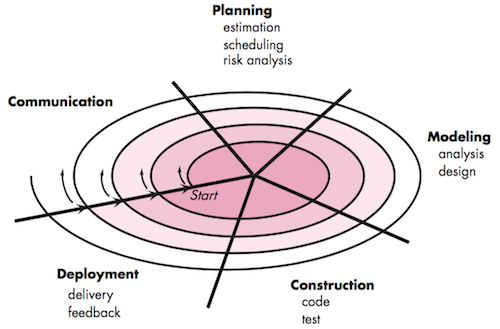 Planning
estimation
scheduling
risk analysis
Communication
Modeling
analysis
design
Start
Deployment
delivery
feedback
Construction
code
test